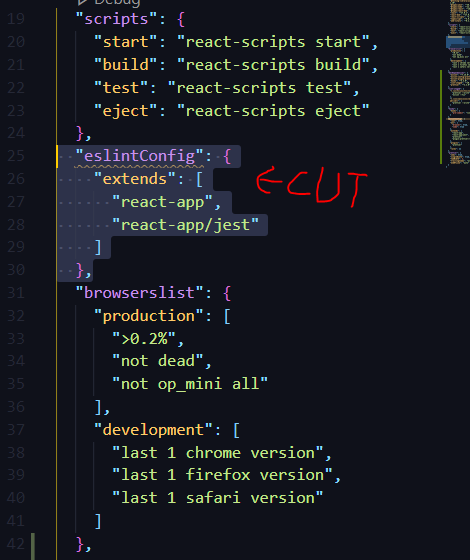 Debug
19 "scripts": {
20 "start": "react-scripts start",
21 "build": "react-scripts build",
22 "test": "react-scripts test",
23 "eject": "react-scripts eject"
24 },
25 "eslintConfig": {
26 "extends": [
27 "react-app",
28 "react-app/jest"
29 ]
30 },
← CUT
31 "browserslist": {
32 "production": [
33 ">0.2%",
34 "not dead",
35 "not op_mini all"
36 ],
37 "development": [
38 "last 1 chrome version",
39 "last 1 firefox version",
40 "last 1 safari version"
41 ]
42 },